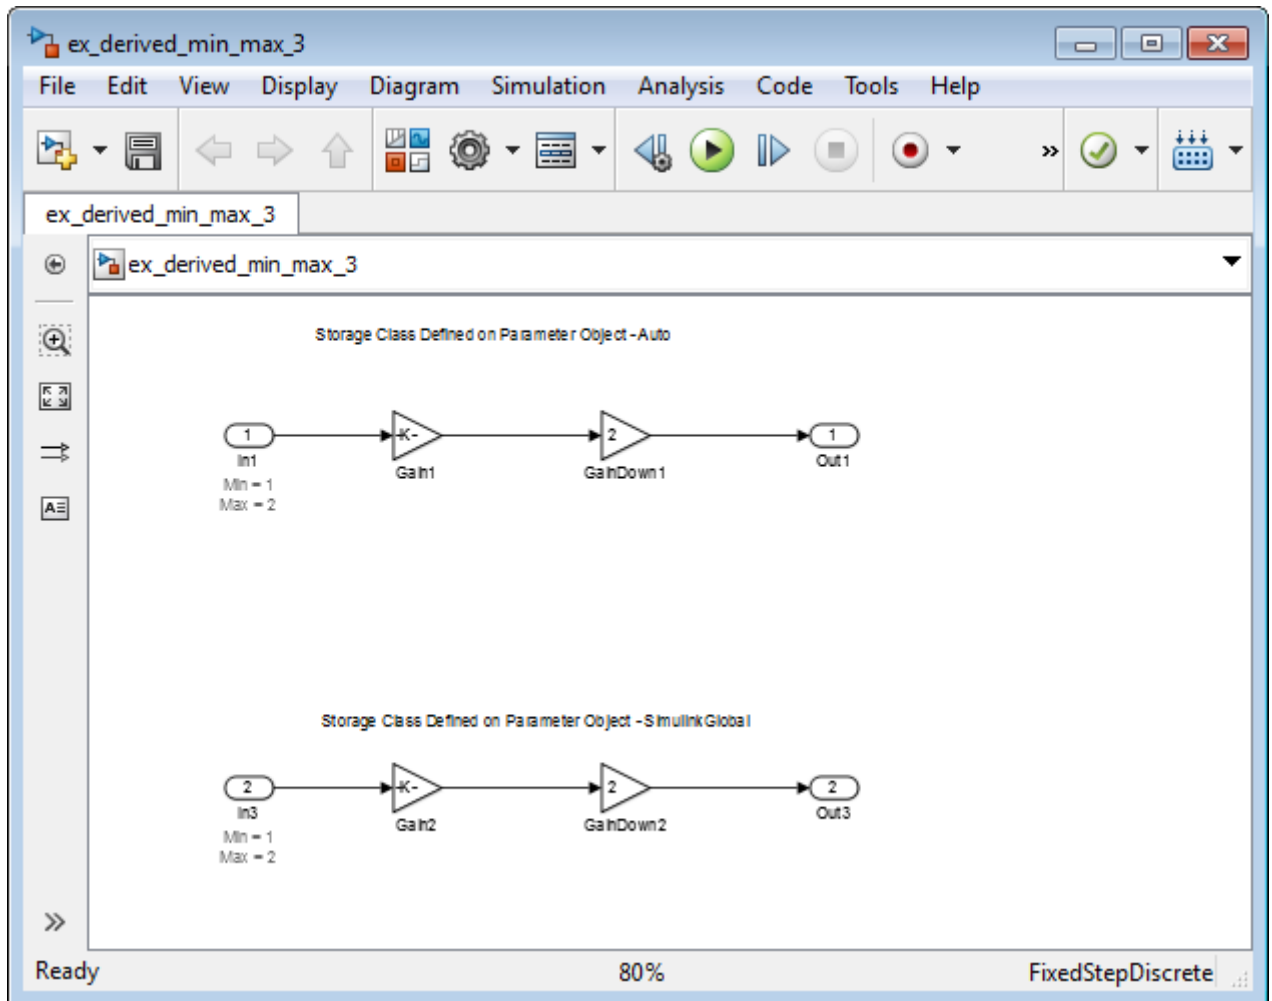 ex_derived_min_max_3
File Edit View Display Diagram Simulation Analysis Code Tools Help
ex_derived_min_max_3
ex_derived_min_max_3
Storage Class Defined on Parameter Object - Auto
1 -K- 2 1
In1 Gain1 GainDown1 Out1
Min = 1
Max = 2
Storage Class Defined on Parameter Object - SimulinkGlobal
2 -K- 2 2
In3 Gain2 GainDown2 Out3
Min = 1
Max = 2
Ready 80% FixedStepDiscrete